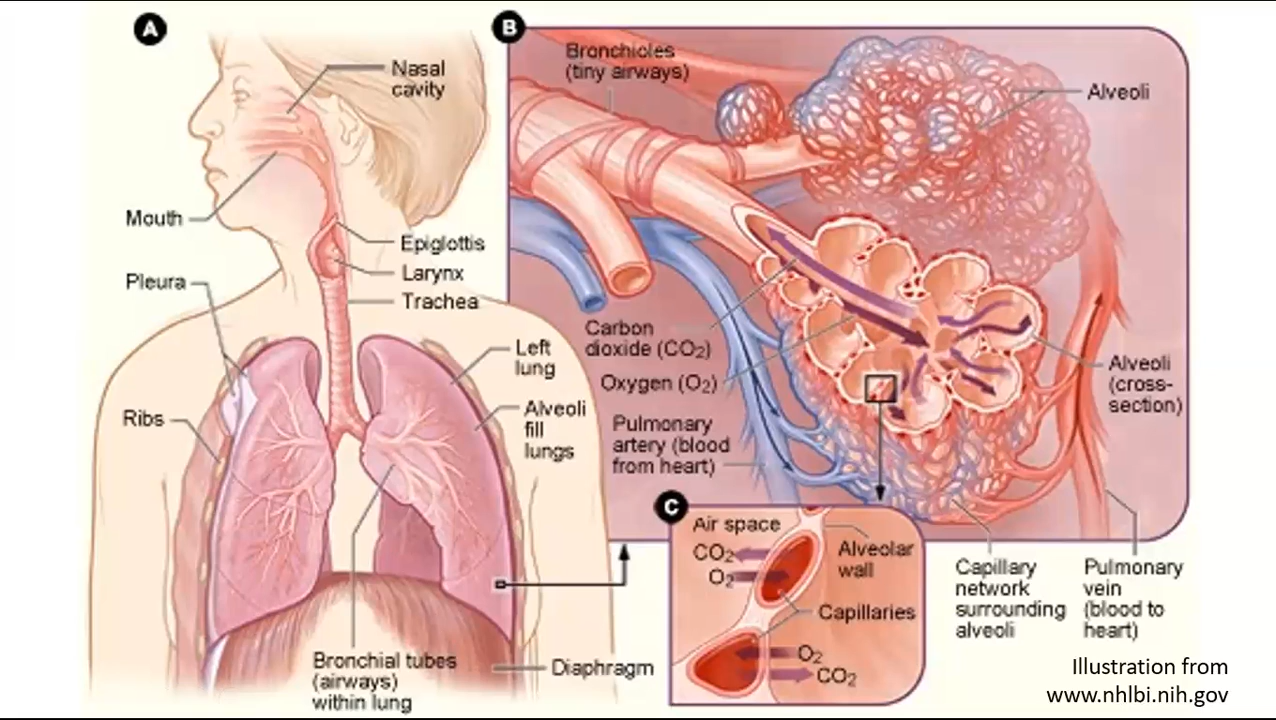 A
Nasal
cavity
Mouth
Epiglottis
Larynx
Trachea
Pleura
Left
lung
Alveoli
fill
lungs
Ribs
Bronchial tubes
(airways)
within lung
Diaphragm
B
Bronchioles
(tiny airways)
Alveoli
Carbon
dioxide (CO2)
Oxygen (O2)
Pulmonary
artery (blood
from heart)
Alveoli
(cross-
section)
C
Air space
CO2
O2
Alveolar
wall
Capillaries
O2
CO2
Capillary
network
surrounding
alveoli
Pulmonary
vein
(blood to
heart)
Illustration from
www.nhlbi.nih.gov